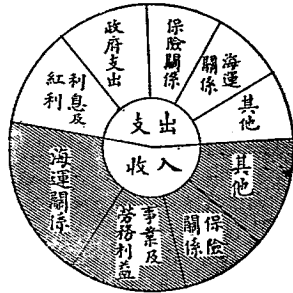 利息及
紅利
政府支出
保險關係
海運
關係
其他
支出
收入
海運關係
事業及
勞務利益
保險
關係
其他